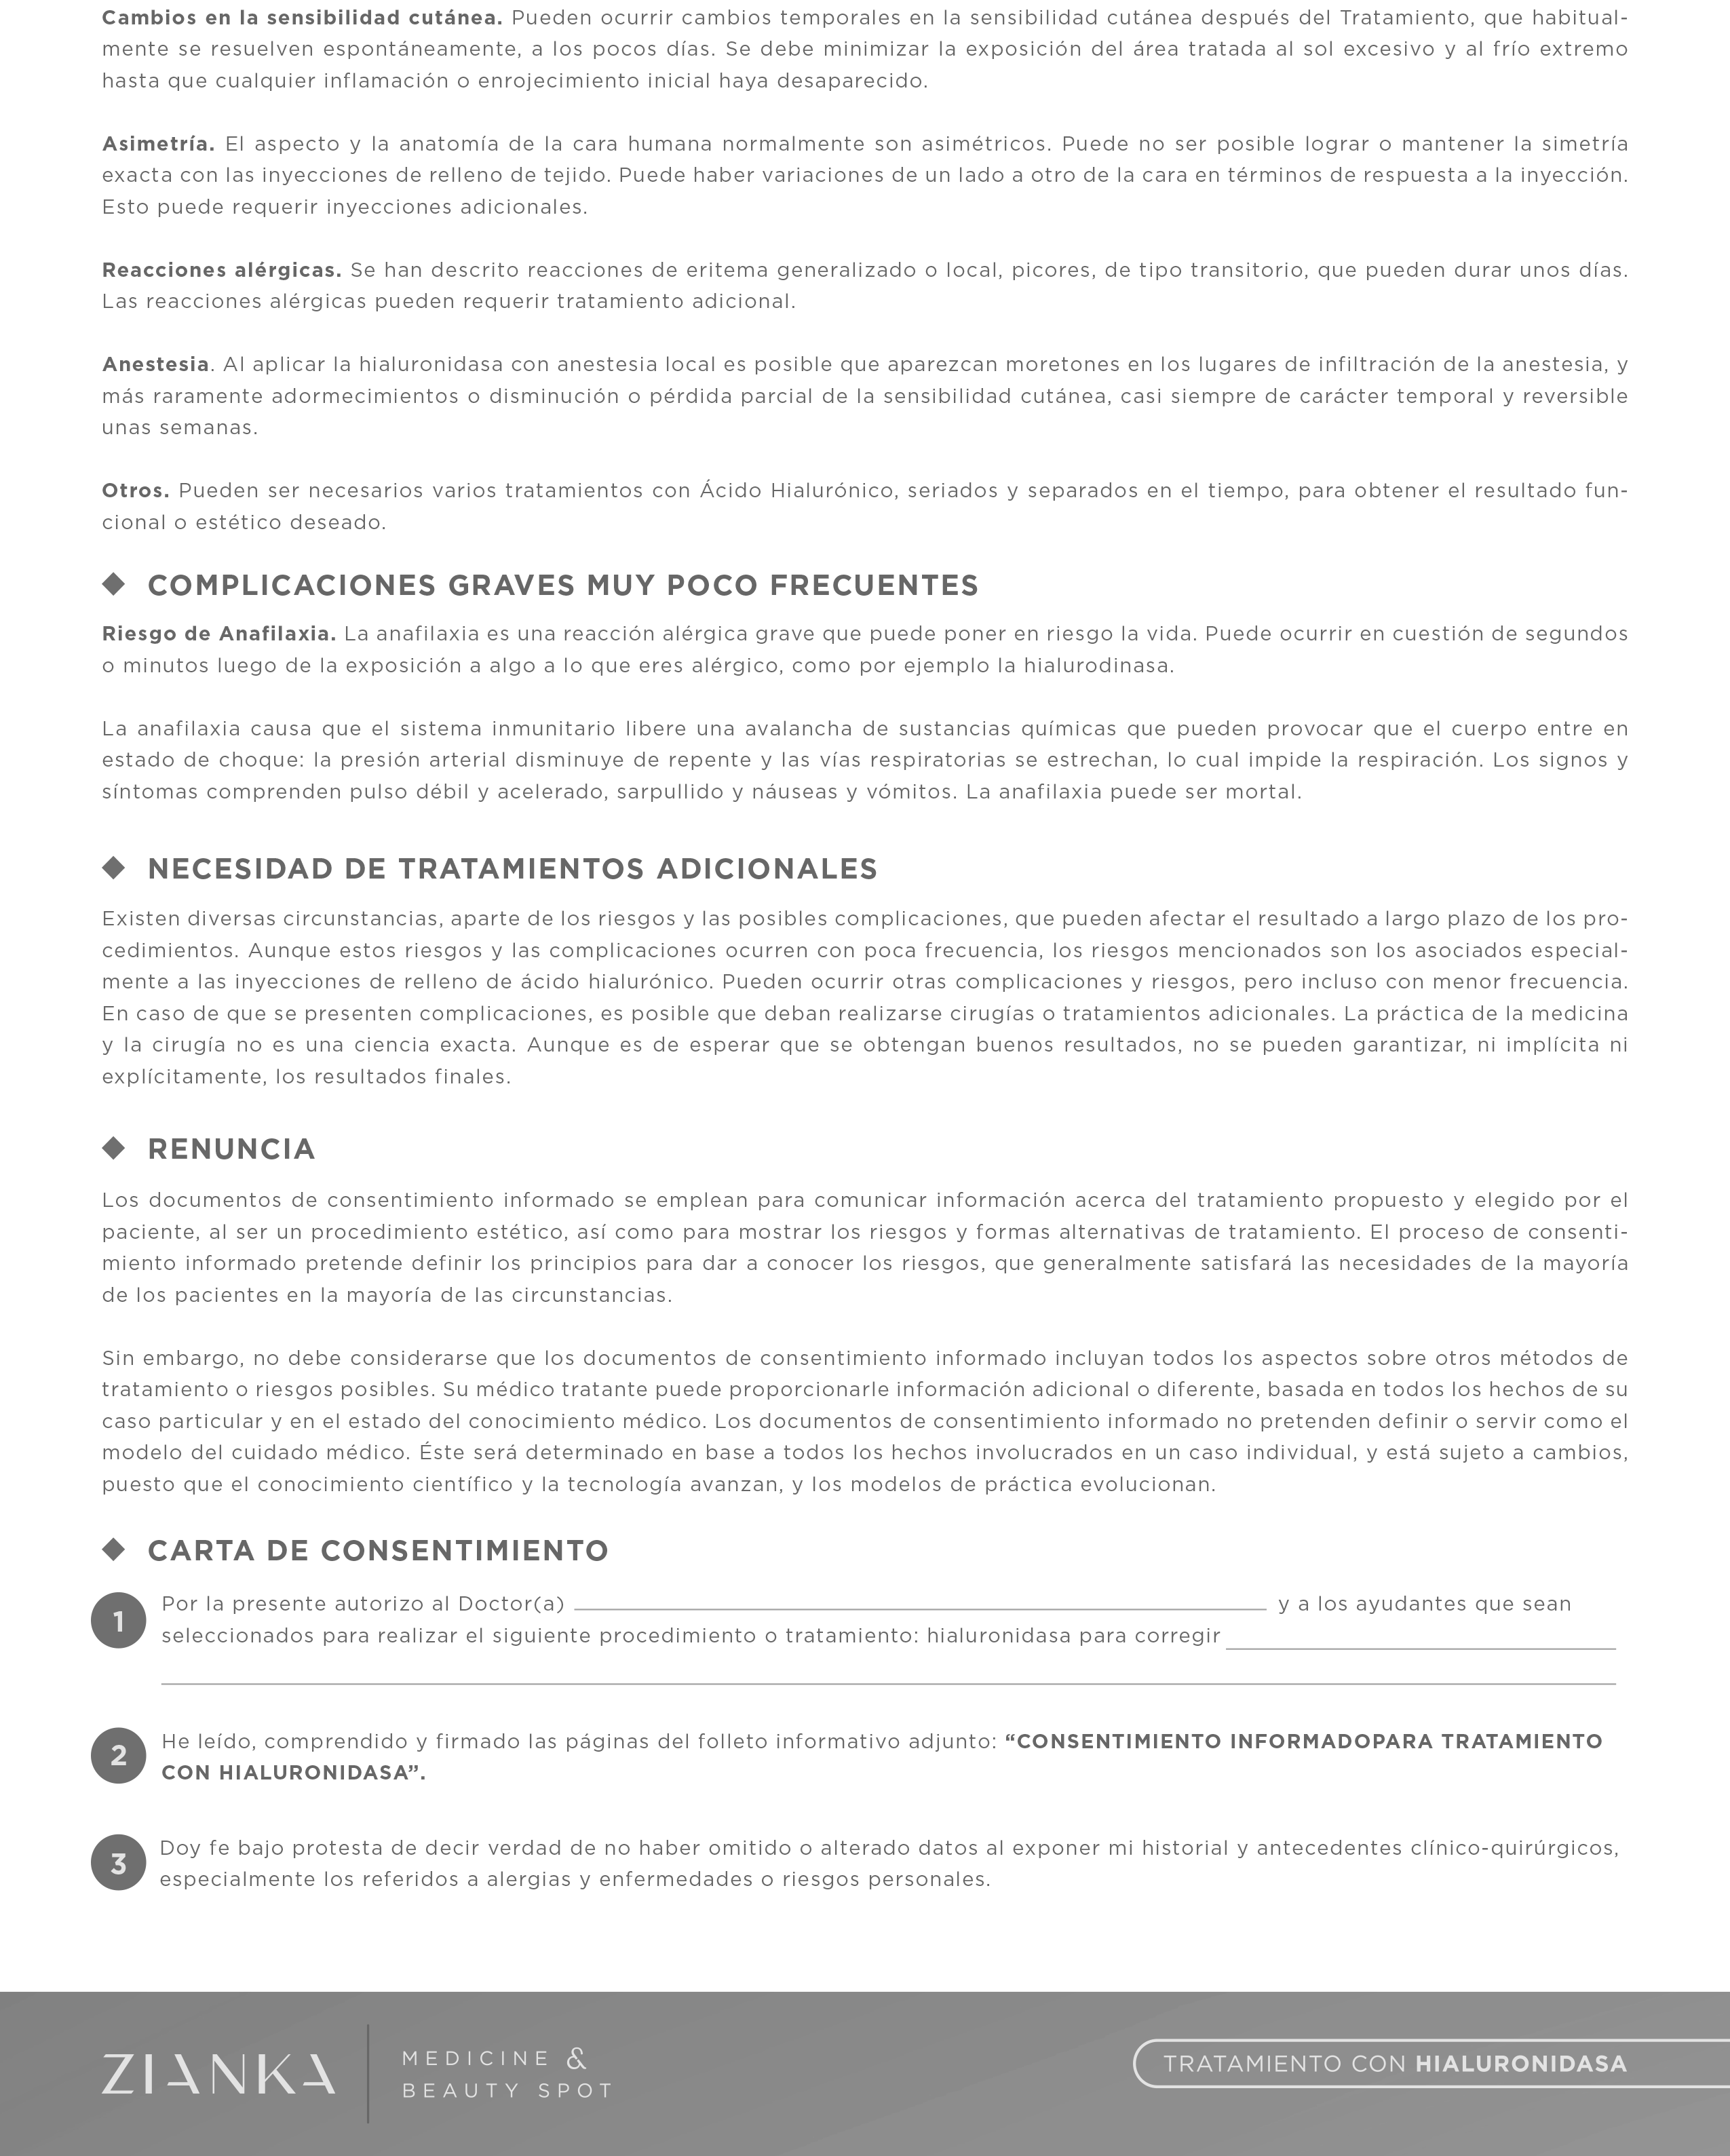 Cambios en la sensibilidad cutánea. Pueden ocurrir cambios temporales en la sensibilidad cutánea después del Tratamiento, que habitual-
mente se resuelven espontáneamente, a los pocos días. Se debe minimizar la exposición del área tratada al sol excesivo y al frío extremo
hasta que cualquier inflamación o enrojecimiento inicial haya desaparecido.
Asimetría. El aspecto y la anatomía de la cara humana normalmente son asimétricos. Puede no ser posible lograr o mantener la simetría
exacta con las inyecciones de relleno de tejido. Puede haber variaciones de un lado a otro de la cara en términos de respuesta a la inyección.
Esto puede requerir inyecciones adicionales.
Reacciones alérgicas. Se han descrito reacciones de eritema generalizado o local, picores, de tipo transitorio, que pueden durar unos días.
Las reacciones alérgicas pueden requerir tratamiento adicional.
Anestesia. Al aplicar la hialuronidasa con anestesia local es posible que aparezcan moretones en los lugares de infiltración de la anestesia, y
más raramente adormecimientos o disminución o pérdida parcial de la sensibilidad cutánea, casi siempre de carácter temporal y reversible
unas semanas.
Otros. Pueden ser necesarios varios tratamientos con Ácido Hialurónico, seriados y separados en el tiempo, para obtener el resultado fun-
cional o estético deseado.
◆ COMPLICACIONES GRAVES MUY POCO FRECUENTES
Riesgo de Anafilaxia. La anafilaxia es una reacción alérgica grave que puede poner en riesgo la vida. Puede ocurrir en cuestión de segundos
o minutos luego de la exposición a algo a lo que eres alérgico, como por ejemplo la hialurodinasa.
La anafilaxia causa que el sistema inmunitario libere una avalancha de sustancias químicas que pueden provocar que el cuerpo entre en
estado de choque: la presión arterial disminuye de repente y las vías respiratorias se estrechan, lo cual impide la respiración. Los signos y
síntomas comprenden pulso débil y acelerado, sarpullido y náuseas y vómitos. La anafilaxia puede ser mortal.
◆ NECESIDAD DE TRATAMIENTOS ADICIONALES
Existen diversas circunstancias, aparte de los riesgos y las posibles complicaciones, que pueden afectar el resultado a largo plazo de los pro-
cedimientos. Aunque estos riesgos y las complicaciones ocurren con poca frecuencia, los riesgos mencionados son los asociados especial-
mente a las inyecciones de relleno de ácido hialurónico. Pueden ocurrir otras complicaciones y riesgos, pero incluso con menor frecuencia.
En caso de que se presenten complicaciones, es posible que deban realizarse cirugías o tratamientos adicionales. La práctica de la medicina
y la cirugía no es una ciencia exacta. Aunque es de esperar que se obtengan buenos resultados, no se pueden garantizar, ni implícita ni
explícitamente, los resultados finales.
◆ RENUNCIA
Los documentos de consentimiento informado se emplean para comunicar información acerca del tratamiento propuesto y elegido por el
paciente, al ser un procedimiento estético, así como para mostrar los riesgos y formas alternativas de tratamiento. El proceso de consenti-
miento informado pretende definir los principios para dar a conocer los riesgos, que generalmente satisfará las necesidades de la mayoría
de los pacientes en la mayoría de las circunstancias.
Sin embargo, no debe considerarse que los documentos de consentimiento informado incluyan todos los aspectos sobre otros métodos de
tratamiento o riesgos posibles. Su médico tratante puede proporcionarle información adicional o diferente, basada en todos los hechos de su
caso particular y en el estado del conocimiento médico. Los documentos de consentimiento informado no pretenden definir o servir como el
modelo del cuidado médico. Éste será determinado en base a todos los hechos involucrados en un caso individual, y está sujeto a cambios,
puesto que el conocimiento científico y la tecnología avanzan, y los modelos de práctica evolucionan.
◆ CARTA DE CONSENTIMIENTO
1 Por la presente autorizo al Doctor(a) ____ y a los ayudantes que sean
seleccionados para realizar el siguiente procedimiento o tratamiento: hialuronidasa para corregir ____
2 He leído, comprendido y firmado las páginas del folleto informativo adjunto: “CONSENTIMIENTO INFORMADOPARA TRATAMIENTO
CON HIALURONIDASA”.
3 Doy fe bajo protesta de decir verdad de no haber omitido o alterado datos al exponer mi historial y antecedentes clínico-quirúrgicos,
especialmente los referidos a alergias y enfermedades o riesgos personales.
ZIANKA
MEDICINE &
BEAUTY SPOT
TRATAMIENTO CON HIALURONIDASA